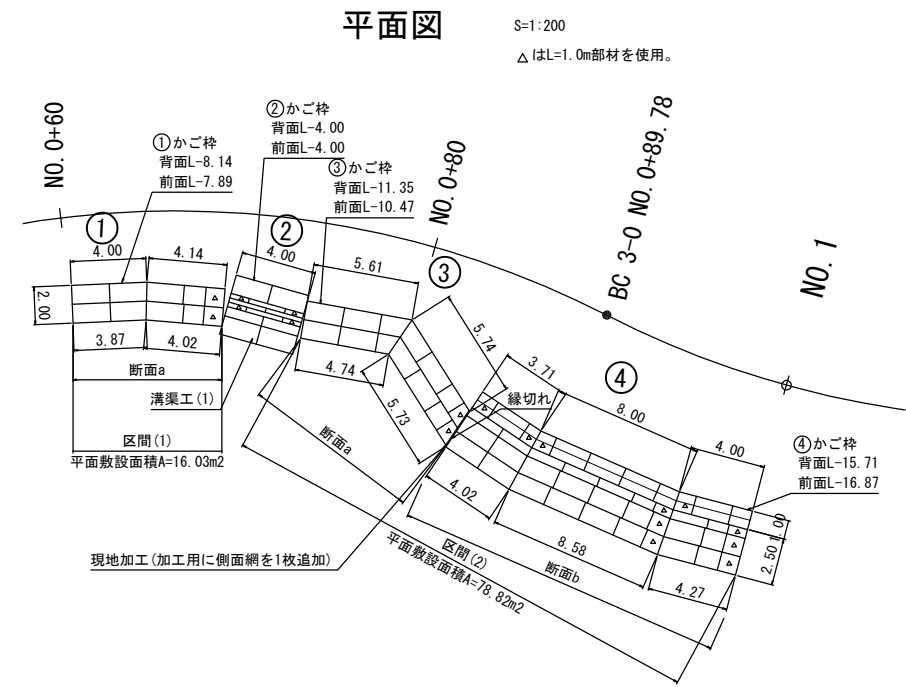 平面図
S=1:200
△はL=1.0m部材を使用。
NO. 0+60
①かご枠
背面L-8.14
前面L-7.89
②かご枠
背面L-4.00
前面L-4.00
③かご枠
背面L-11.35
前面L-10.47
NO. 0+80
BC 3-0 NO. 0+89.78
NO. 1
①
②
③
④
4.00
4.14
4.00
5.61
2.00
3.87
4.02
4.74
5.74
5.73
3.71
8.00
4.00
断面a
溝渠工(1)
区間(1)
平面敷設面積A=16.03m2
断面a
縁切れ
④かご枠
背面L-15.71
前面L-16.87
4.02
8.58
4.27
1.00
2.50
現地加工(加工用に側面網を1枚追加)
区間(2)
断面b
平面敷設面積A=78.82m2